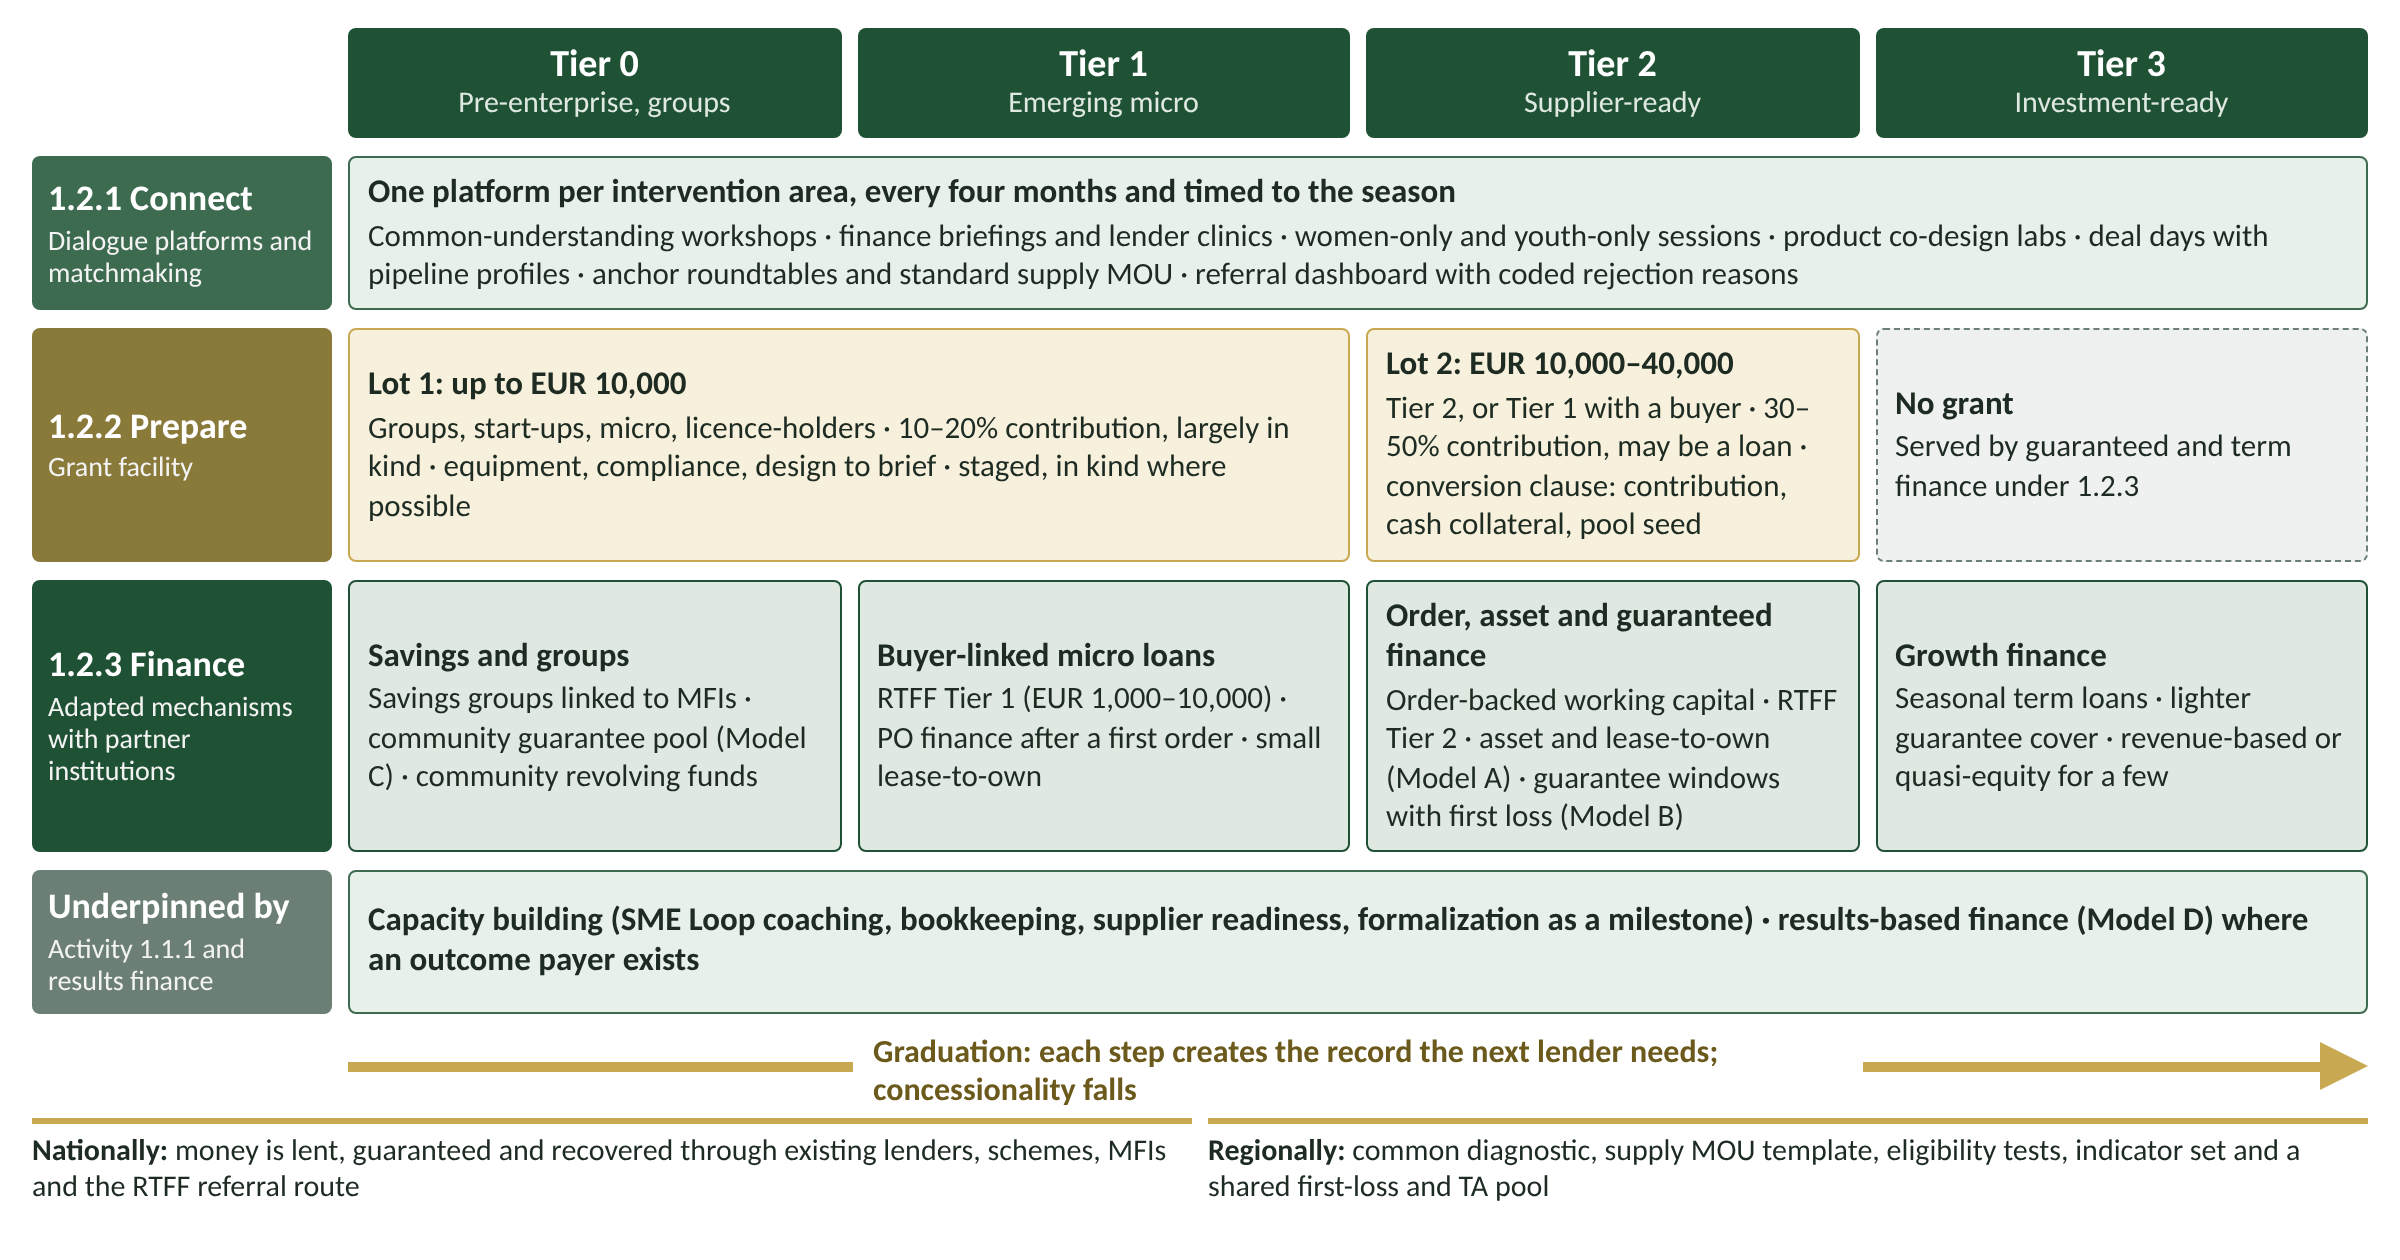 Tier 0
Pre-enterprise, groups
Tier 1
Emerging micro
Tier 2
Supplier-ready
Tier 3
Investment-ready
1.2.1 Connect
Dialogue platforms and
matchmaking
One platform per intervention area, every four months and timed to the season
Common-understanding workshops · finance briefings and lender clinics · women-only and youth-only sessions · product co-design labs · deal days with
pipeline profiles · anchor roundtables and standard supply MOU · referral dashboard with coded rejection reasons
1.2.2 Prepare
Grant facility
Lot 1: up to EUR 10,000
Groups, start-ups, micro, licence-holders · 10–20% contribution, largely in
kind · equipment, compliance, design to brief · staged, in kind where
possible
Lot 2: EUR 10,000–40,000
Tier 2, or Tier 1 with a buyer · 30–
50% contribution, may be a loan ·
conversion clause: contribution,
cash collateral, pool seed
No grant
Served by guaranteed and term
finance under 1.2.3
1.2.3 Finance
Adapted mechanisms
with partner
institutions
Savings and groups
Savings groups linked to MFIs ·
community guarantee pool (Model
C) · community revolving funds
Buyer-linked micro loans
RTFF Tier 1 (EUR 1,000–10,000) ·
PO finance after a first order · small
lease-to-own
Order, asset and guaranteed
finance
Order-backed working capital · RTFF
Tier 2 · asset and lease-to-own
(Model A) · guarantee windows
with first loss (Model B)
Growth finance
Seasonal term loans · lighter
guarantee cover · revenue-based or
quasi-equity for a few
Underpinned by
Activity 1.1.1 and
results finance
Capacity building (SME Loop coaching, bookkeeping, supplier readiness, formalization as a milestone) · results-based finance (Model D) where
an outcome payer exists
Graduation: each step creates the record the next lender needs;
concessionality falls
Nationally: money is lent, guaranteed and recovered through existing lenders, schemes, MFIs
and the RTFF referral route
Regionally: common diagnostic, supply MOU template, eligibility tests, indicator set and a
shared first-loss and TA pool